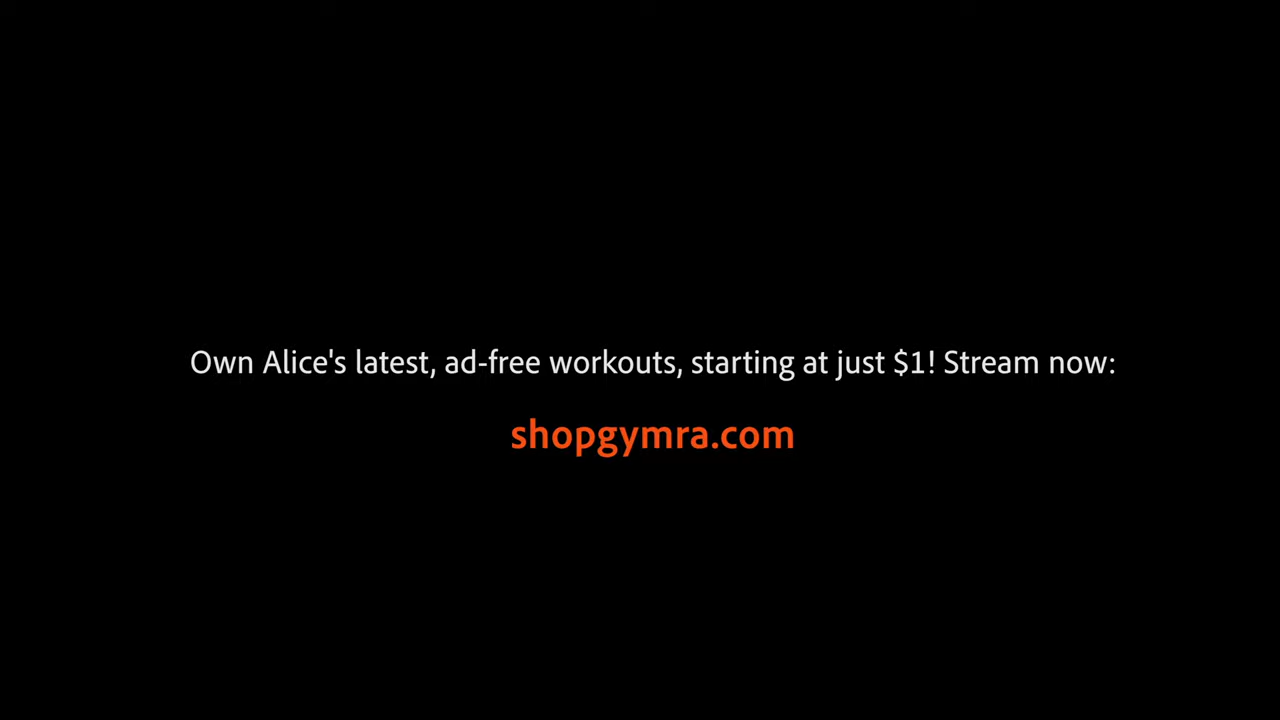 Own Alice's latest, ad-free workouts, starting at just $1! Stream now:
shopgymra.com